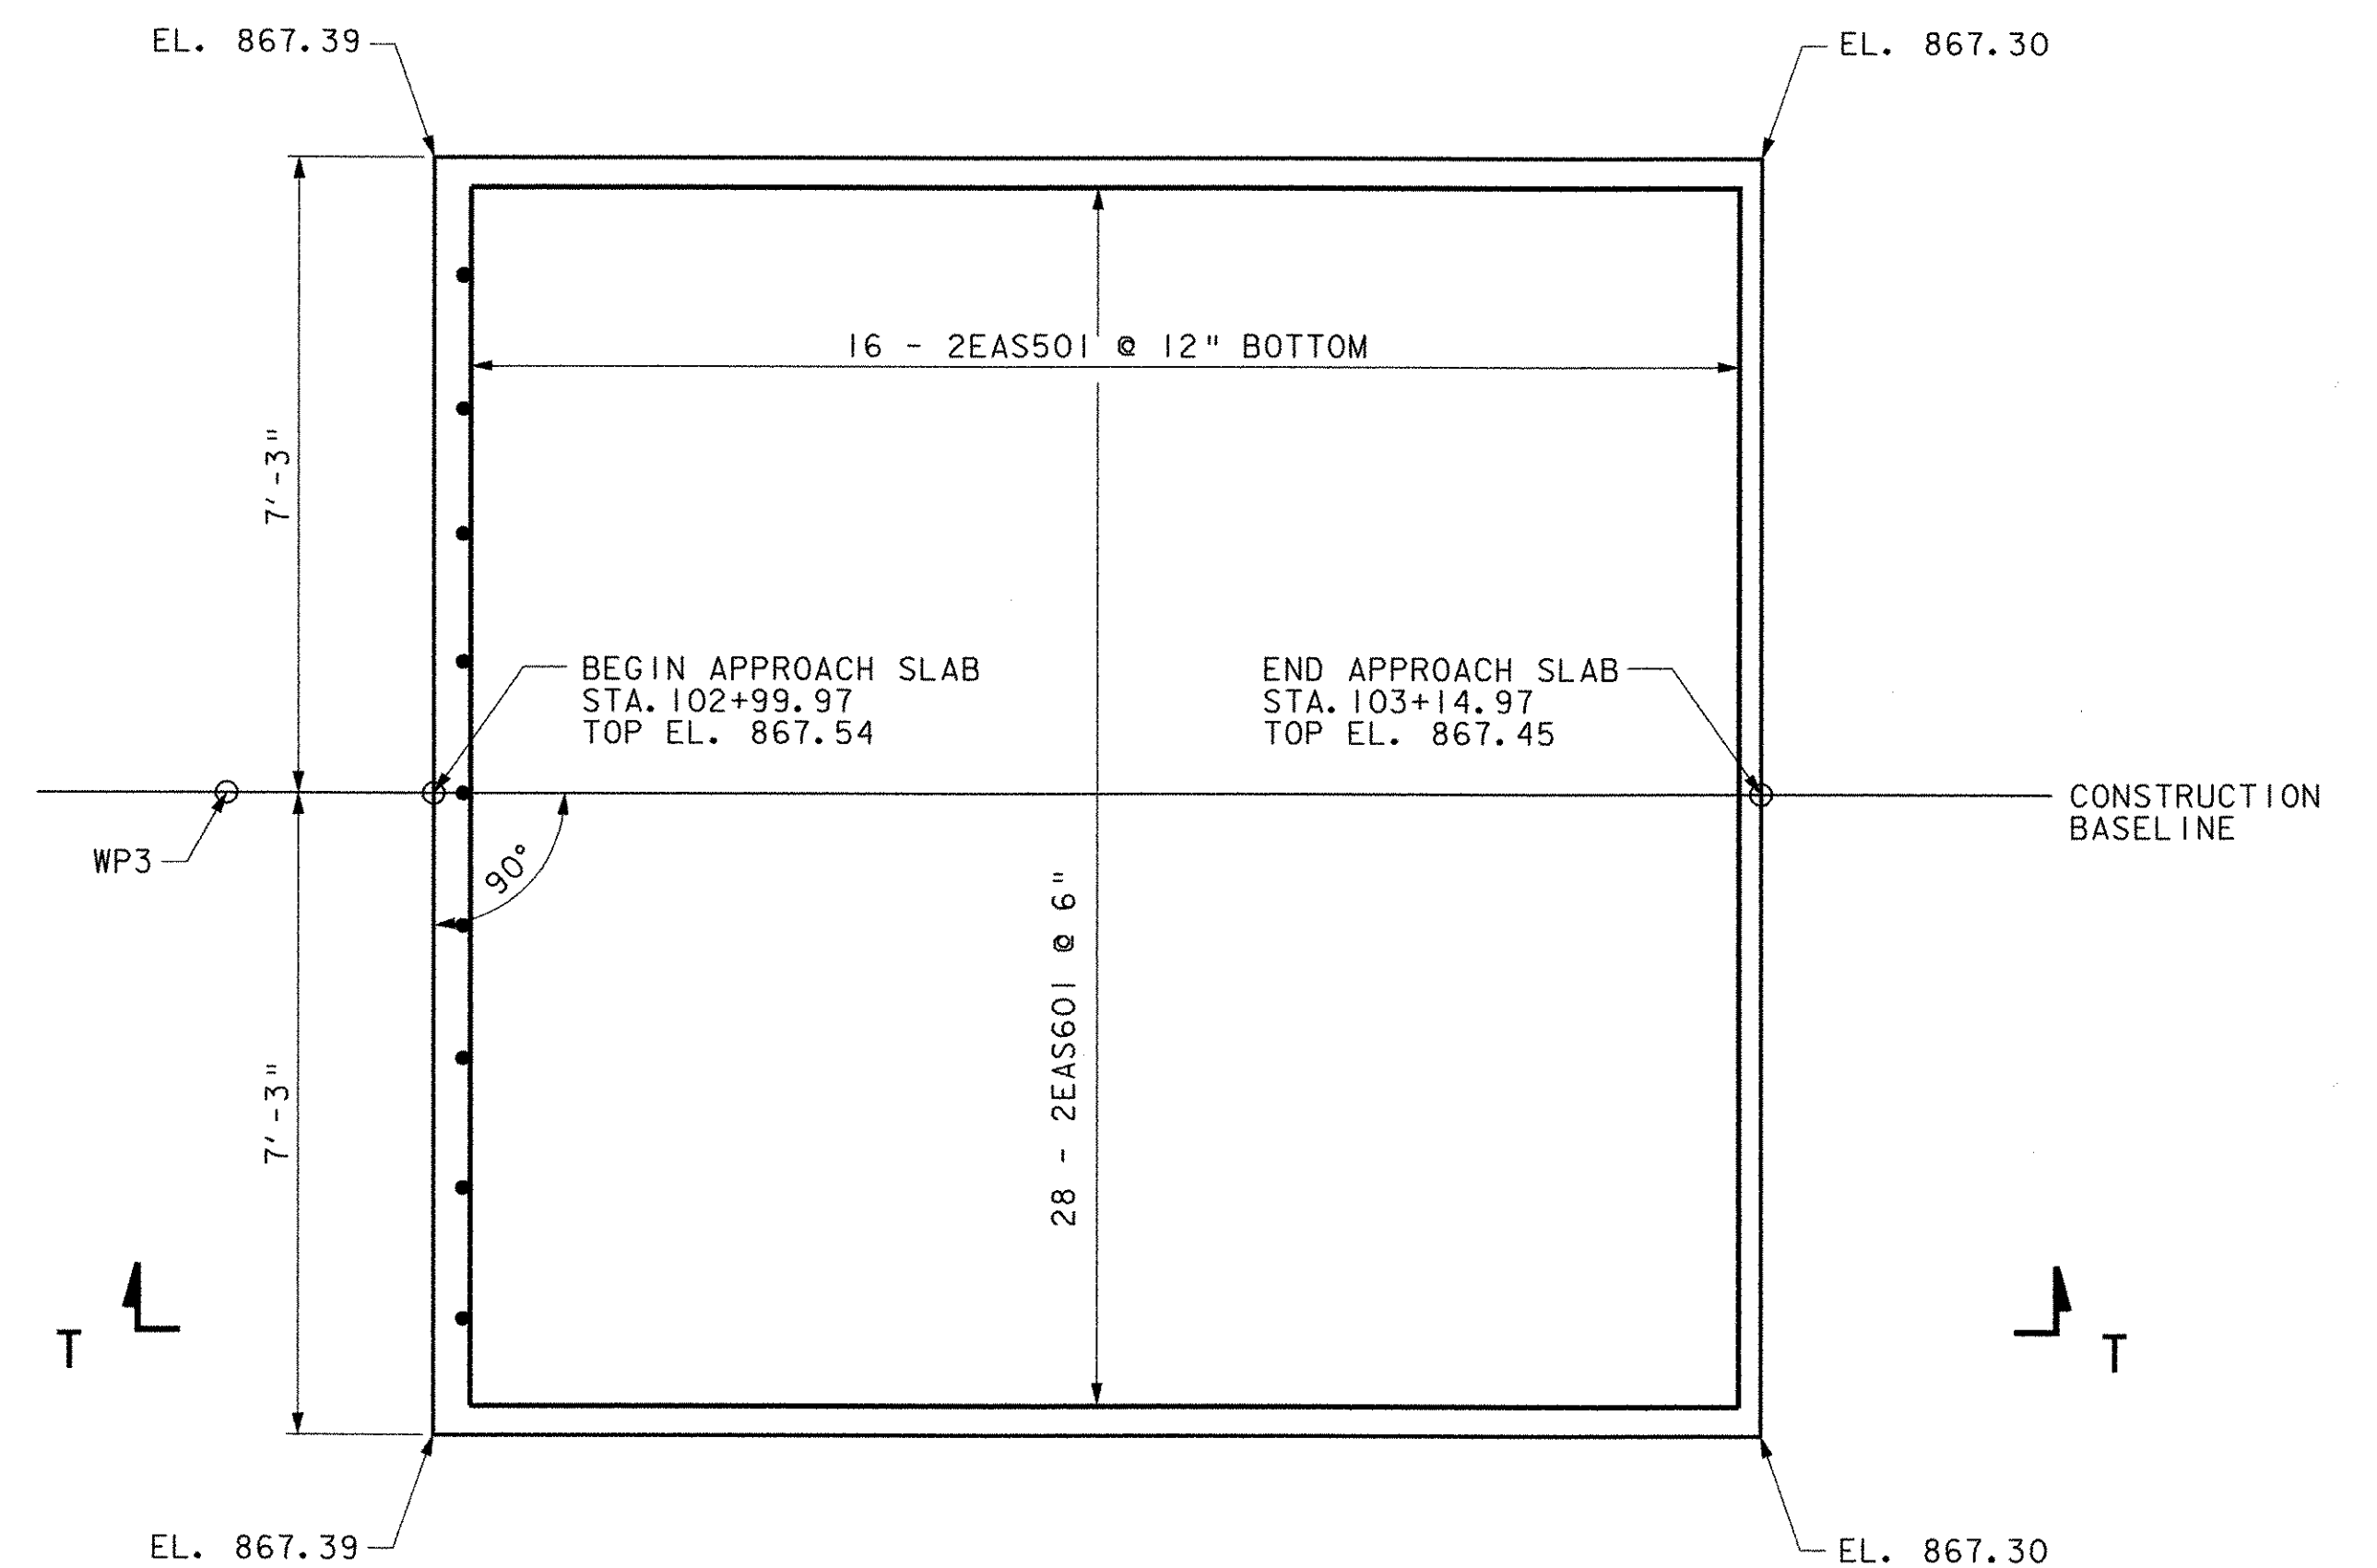 EL. 867.39
EL. 867.30
16 - 2EAS501 @ 12" BOTTOM
7'-3"
BEGIN APPROACH SLAB
STA. 102+99.97
TOP EL. 867.54
END APPROACH SLAB
STA. 103+14.97
TOP EL. 867.45
CONSTRUCTION
BASELINE
WP3
90°
28 - 2EAS601 @ 6"
7'-3"
T
T
EL. 867.39
EL. 867.30